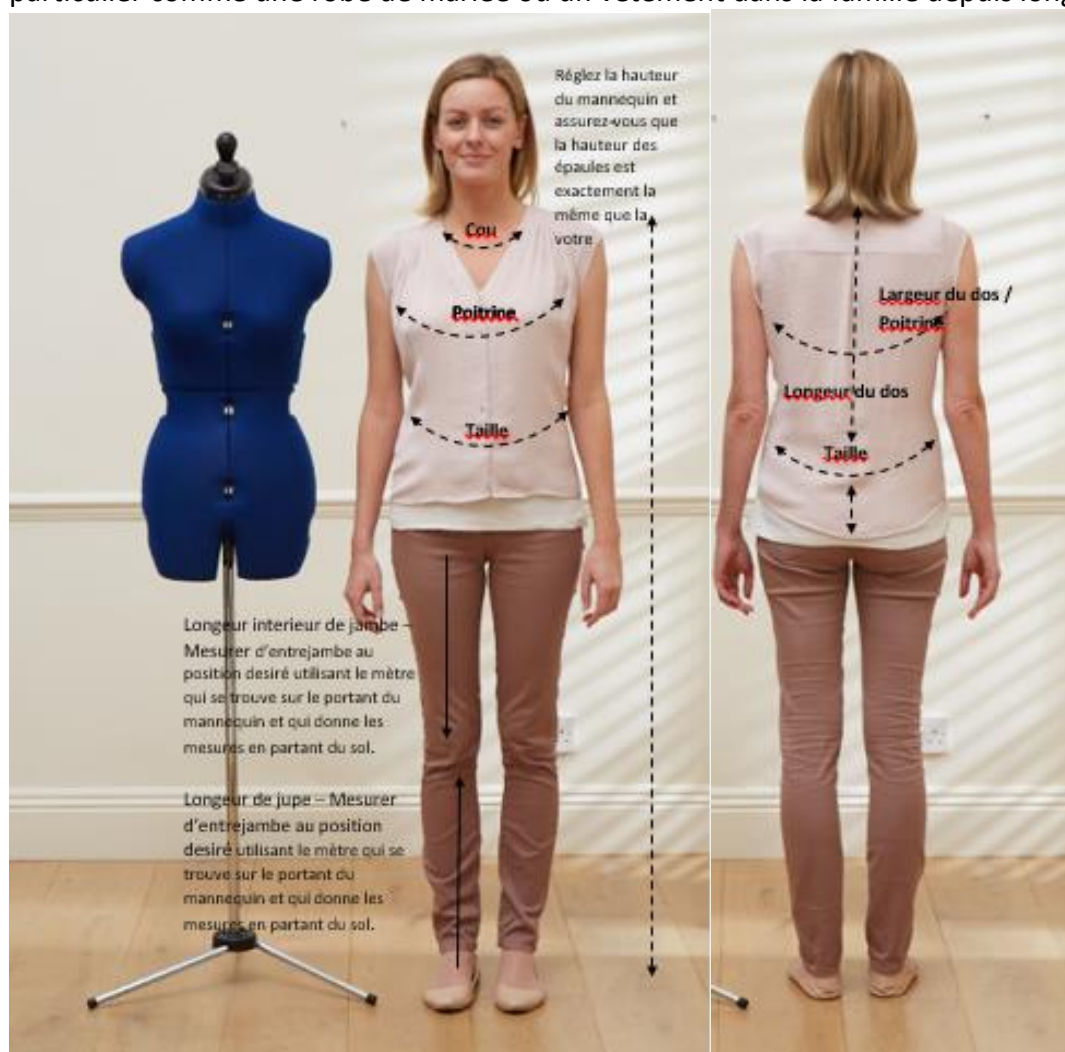 particulier comme une robe de mariée ou un vêtement dans la famille depuis long
Réglez la hauteur
du mannequin et
assurez-vous que
la hauteur des
épaules est
exactement la
même que la
votre
Cou
Poitrine
Taille
Largeur du dos /
Poitrine
Longeur du dos
Taille
Longeur interieur de jambe –
Mesurer d'entrejambe au
position desiré utilisant le mètre
qui se trouve sur le portant du
mannequin et qui donne les
mesures en partant du sol.
Longeur de jupe – Mesurer
d'entrejambe au position
desiré utilisant le mètre qui se
trouve sur le portant du
mannequin et qui donne les
mesures en partant du sol.